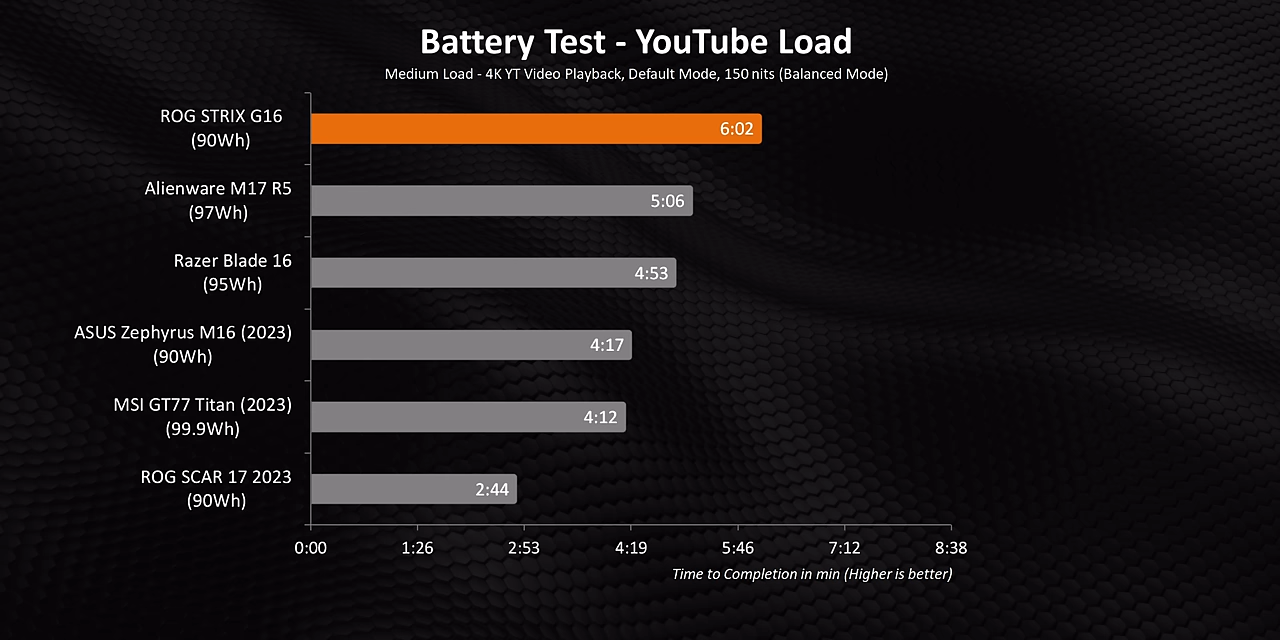 Battery Test - YouTube Load
Medium Load - 4K YT Video Playback, Default Mode, 150 nits (Balanced Mode)
ROG STRIX G16
(90Wh)
6:02
Alienware M17 R5
(97Wh)
5:06
Razer Blade 16
(95Wh)
4:53
ASUS Zephyrus M16 (2023)
(90Wh)
4:17
MSI GT77 Titan (2023)
(99.9Wh)
4:12
ROG SCAR 17 2023
(90Wh)
2:44
0:00 1:26 2:53 4:19 5:46 7:12 8:38
Time to Completion in min (Higher is better)